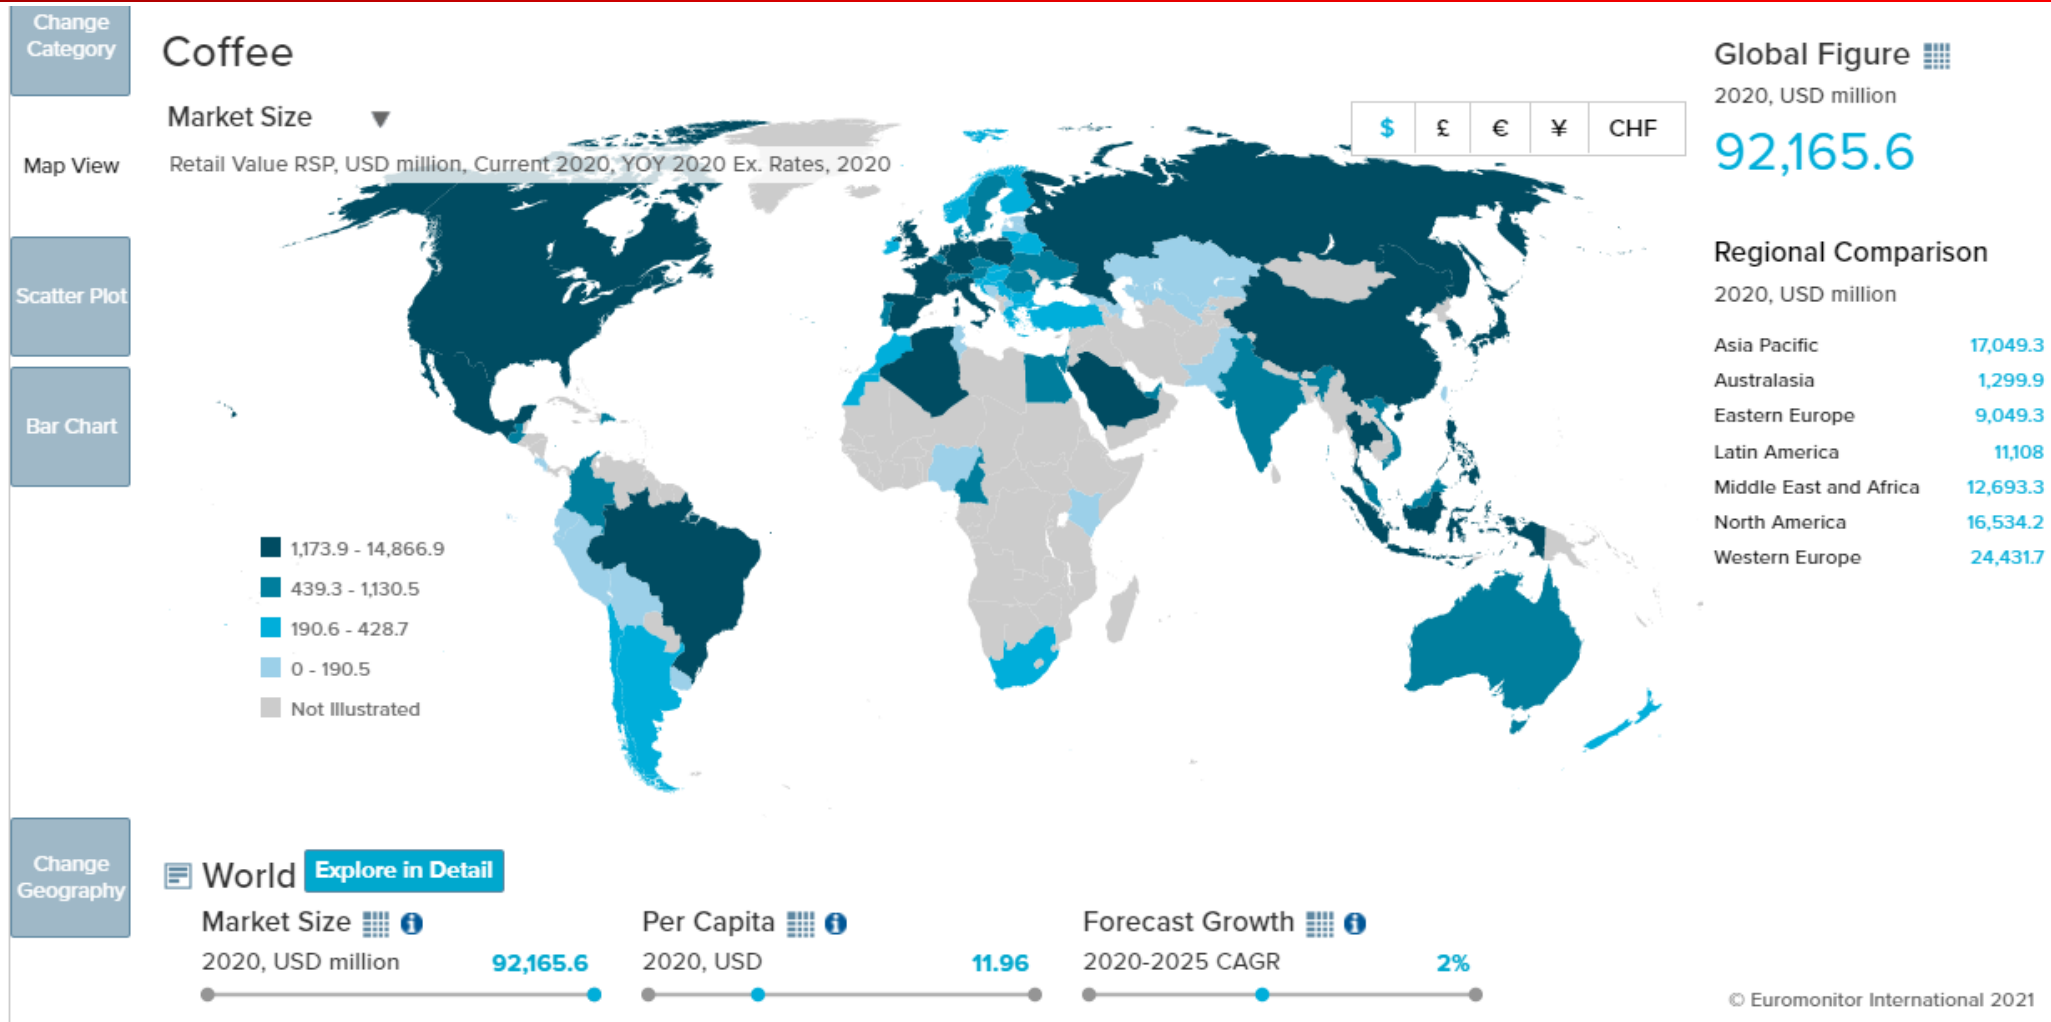 Change
Category
Map View
Scatter Plot
Bar Chart
Change
Geography
Coffee
Market Size
Retail Value RSP, USD million, Current 2020, YOY 2020 Ex. Rates, 2020
$ £ € ¥ CHF
1,173.9 - 14,866.9
439.3 - 1,130.5
190.6 - 428.7
0 - 190.5
Not Illustrated
Global Figure
2020, USD million
92,165.6
Regional Comparison
2020, USD million
Asia Pacific 17,049.3
Australasia 1,299.9
Eastern Europe 9,049.3
Latin America 11,108
Middle East and Africa 12,693.3
North America 16,534.2
Western Europe 24,431.7
World Explore in Detail
Market Size
2020, USD million 92,165.6
Per Capita
2020, USD 11.96
Forecast Growth
2020-2025 CAGR 2%
© Euromonitor International 2021